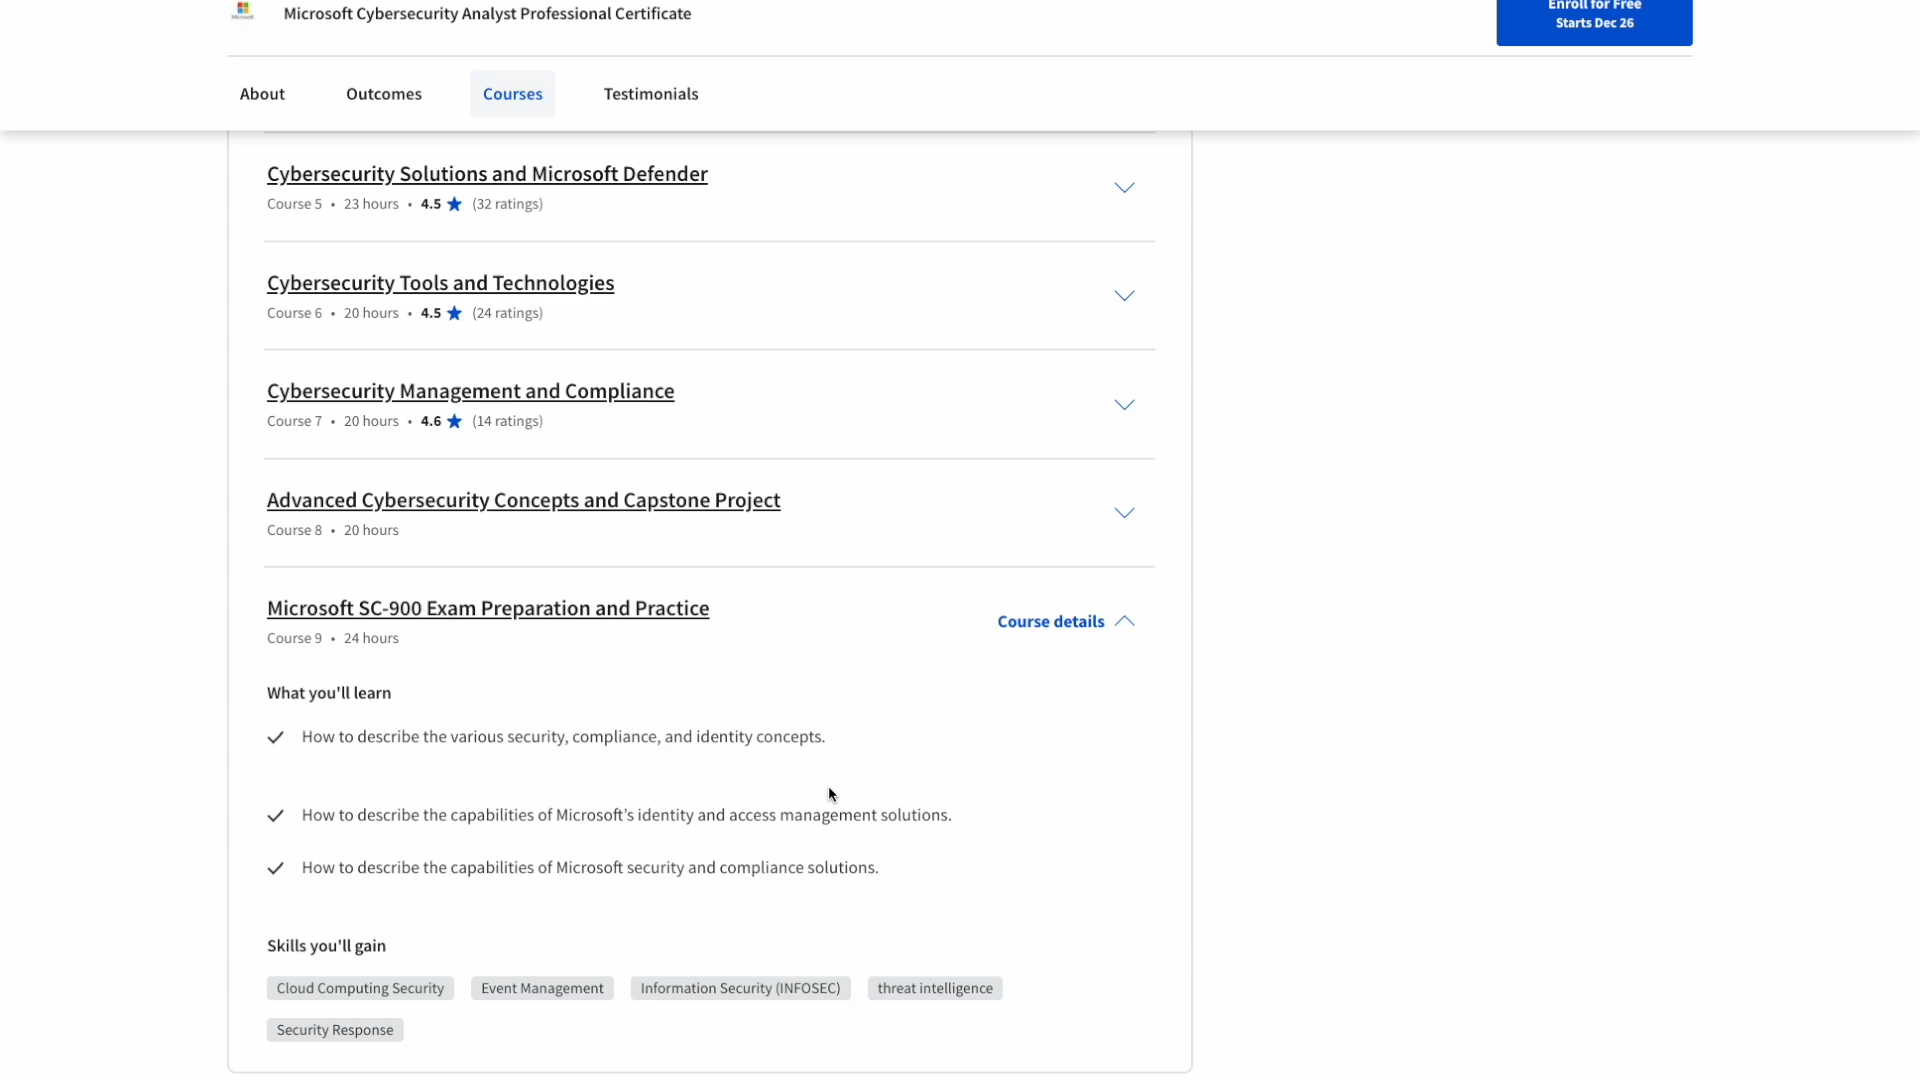 Microsoft
Microsoft Cybersecurity Analyst Professional Certificate
Enroll for Free
Starts Dec 26
About
Outcomes
Courses
Testimonials
Cybersecurity Solutions and Microsoft Defender
Course 5 • 23 hours • 4.5 ★ (32 ratings)
Cybersecurity Tools and Technologies
Course 6 • 20 hours • 4.5 ★ (24 ratings)
Cybersecurity Management and Compliance
Course 7 • 20 hours • 4.6 ★ (14 ratings)
Advanced Cybersecurity Concepts and Capstone Project
Course 8 • 20 hours
Microsoft SC-900 Exam Preparation and Practice
Course 9 • 24 hours
Course details
What you'll learn
How to describe the various security, compliance, and identity concepts.
How to describe the capabilities of Microsoft’s identity and access management solutions.
How to describe the capabilities of Microsoft security and compliance solutions.
Skills you'll gain
Cloud Computing Security
Event Management
Information Security (INFOSEC)
threat intelligence
Security Response